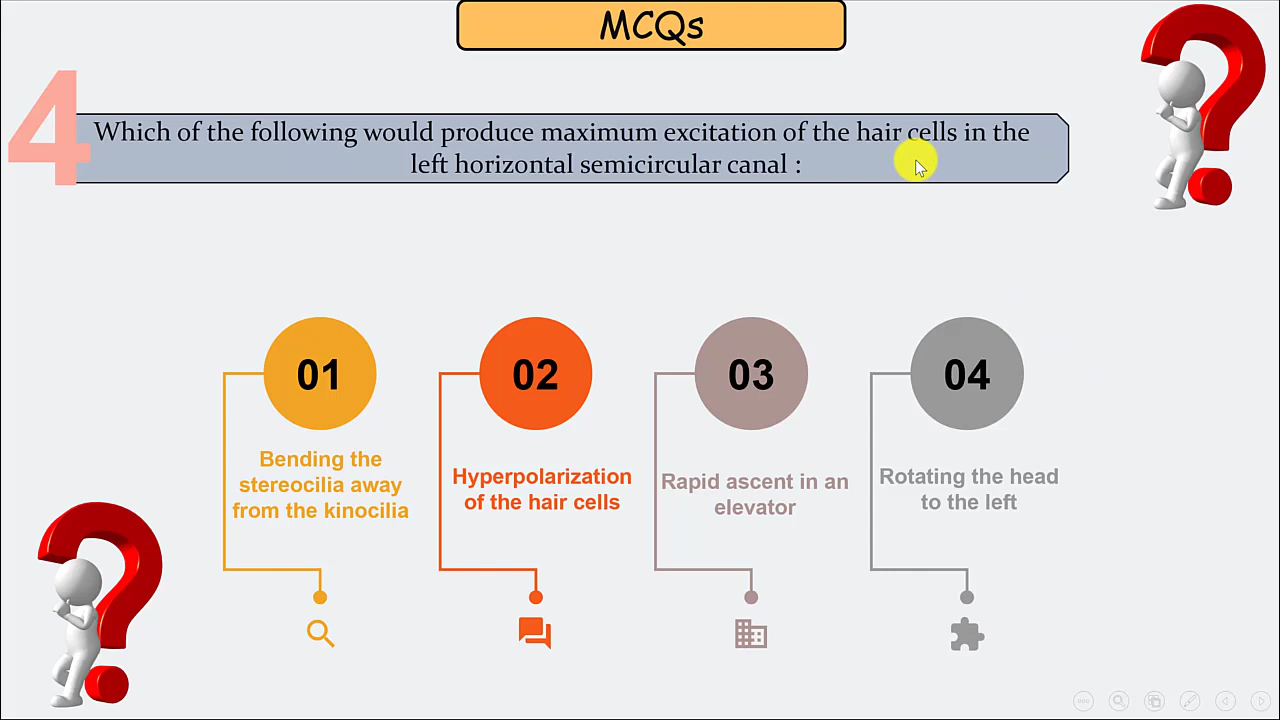 MCQs
4
Which of the following would produce maximum excitation of the hair cells in the
left horizontal semicircular canal :
01
Bending the
stereocilia away
from the kinocilia
02
Hyperpolarization
of the hair cells
03
Rapid ascent in an
elevator
04
Rotating the head
to the left